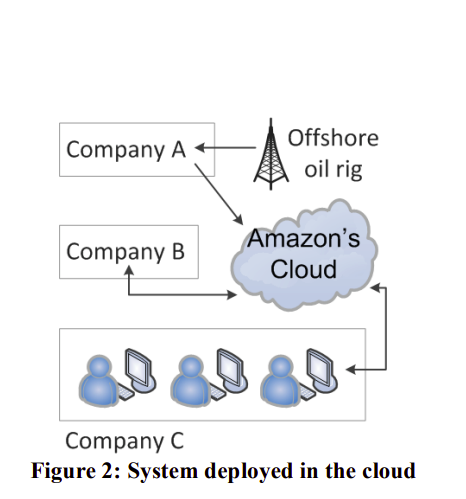 Company A
Offshore
oil rig
Company B
Amazon's
Cloud
Company C
Figure 2: System deployed in the cloud